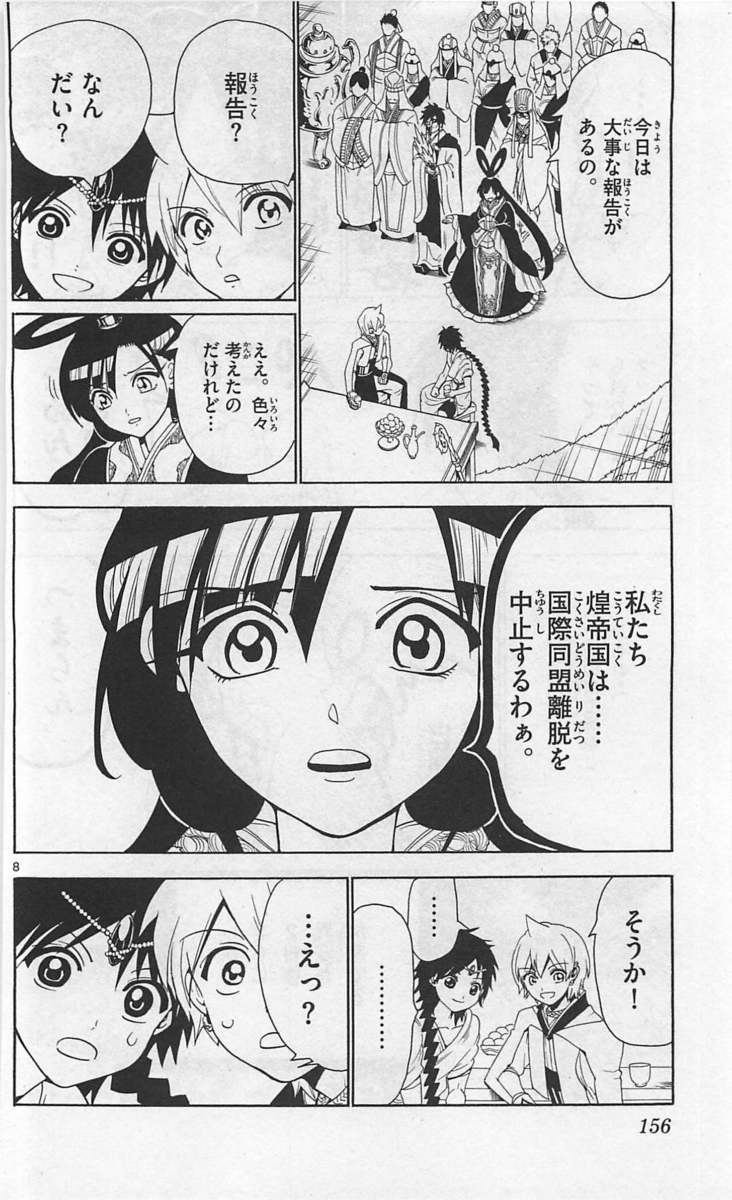 今日は
大事な報告が
あるの。
報告?
なん
だい?
ええ。色々
考えたの
だけれど…
私たち
煌帝国は……
国際同盟離脱を
中止するわぁ。
8
そうか!
……
………
…えっ?
156